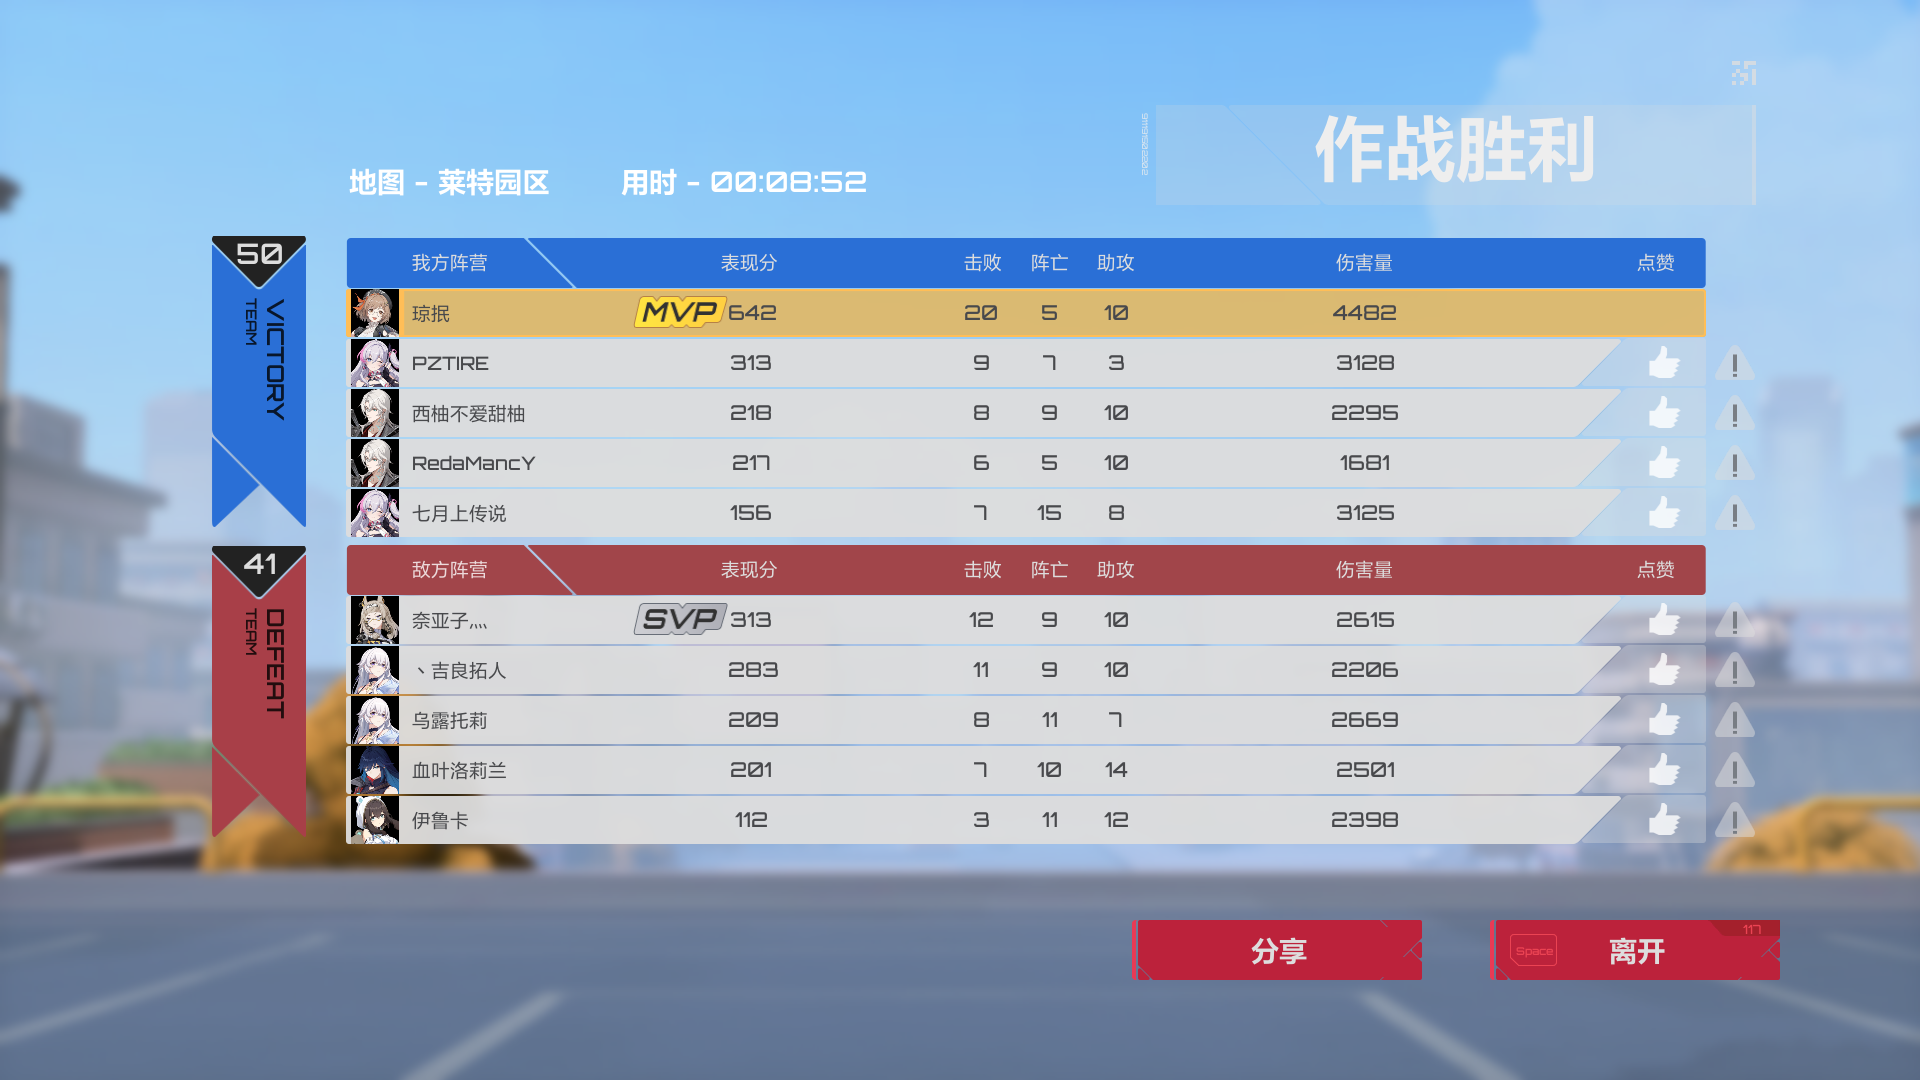 作战胜利
地图 - 莱特园区 用时 - 00:08:52
50
VICTORY
TEAM
我方阵营 表现分 击败 阵亡 助攻 伤害量 点赞
琼抿 MVP 642 20 5 10 4482
PZTIRE 313 9 7 3 3128
西柚不爱甜柚 218 8 9 10 2295
RedaMancY 217 6 5 10 1681
七月上传说 156 7 15 8 3125
41
DEFEAT
TEAM
敌方阵营 表现分 击败 阵亡 助攻 伤害量 点赞
奈亚子灬 SVP 313 12 9 10 2615
丶吉良拓人 283 11 9 10 2206
乌露托莉 209 8 11 7 2669
血叶洛莉兰 201 7 10 14 2501
伊鲁卡 112 3 11 12 2398
分享
Space 离开 117